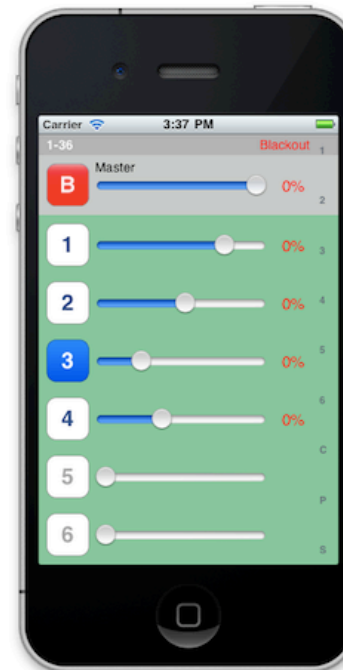 Carrier 3:37 PM
1-36 Blackout 1
Master
B 0% 2
1 0% 3
2 0% 4
3 0% 5
4 0% 6
5 C
6 P
S